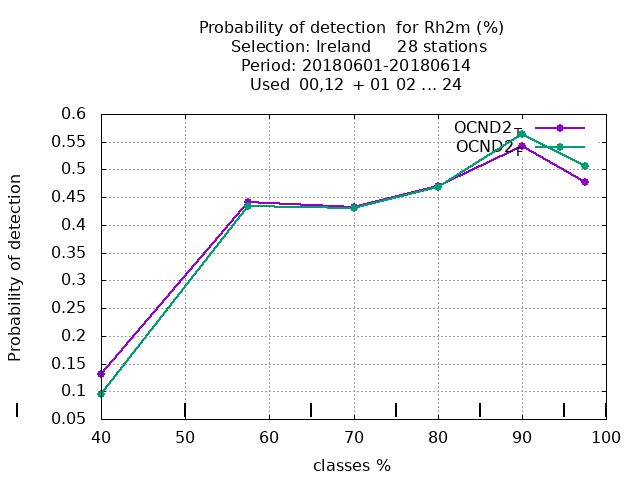 Probability of detection for Rh2m (%)
Selection: Ireland 28 stations
Period: 20180601-20180614
Used 00,12 + 01 02 ... 24
Probability of detection
0.6
0.55
0.5
0.45
0.4
0.35
0.3
0.25
0.2
0.15
0.1
0.05
OCND2_T
OCND2_F
40
50
60
70
80
90
100
classes %